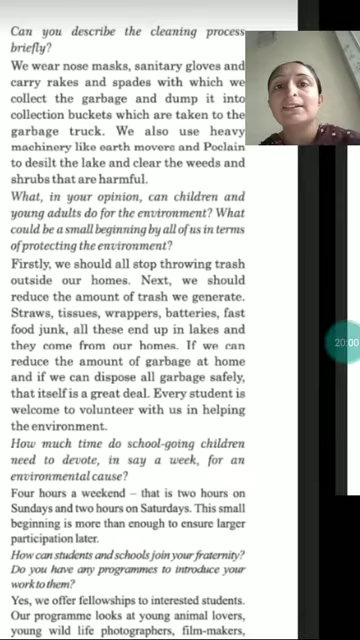 Can you describe the cleaning process
briefly?
We wear nose masks, sanitary gloves and
carry rakes and spades with which we
collect the garbage and dump it into
collection buckets which are taken to the
garbage truck. We also use heavy
machinery like earth movers and Poclain
to desilt the lake and clear the weeds and
shrubs that are harmful.
What, in your opinion, can children and
young adults do for the environment? What
could be a small beginning by all of us in terms
of protecting the environment?
Firstly, we should all stop throwing trash
outside our homes. Next, we should
reduce the amount of trash we generate.
Straws, tissues, wrappers, batteries, fast
food junk, all these end up in lakes and
they come from our homes. If we can
reduce the amount of garbage at home
and if we can dispose all garbage safely,
that itself is a great deal. Every student is
welcome to volunteer with us in helping
the environment.
How much time do school-going children
need to devote, in say a week, for an
environmental cause?
Four hours a weekend – that is two hours on
Sundays and two hours on Saturdays. This small
beginning is more than enough to ensure larger
participation later.
How can students and schools join your fraternity?
Do you have any programmes to introduce your
work to them?
Yes, we offer fellowships to interested students.
Our programme looks at young animal lovers,
young wild life photographers, film-makers,
20:00